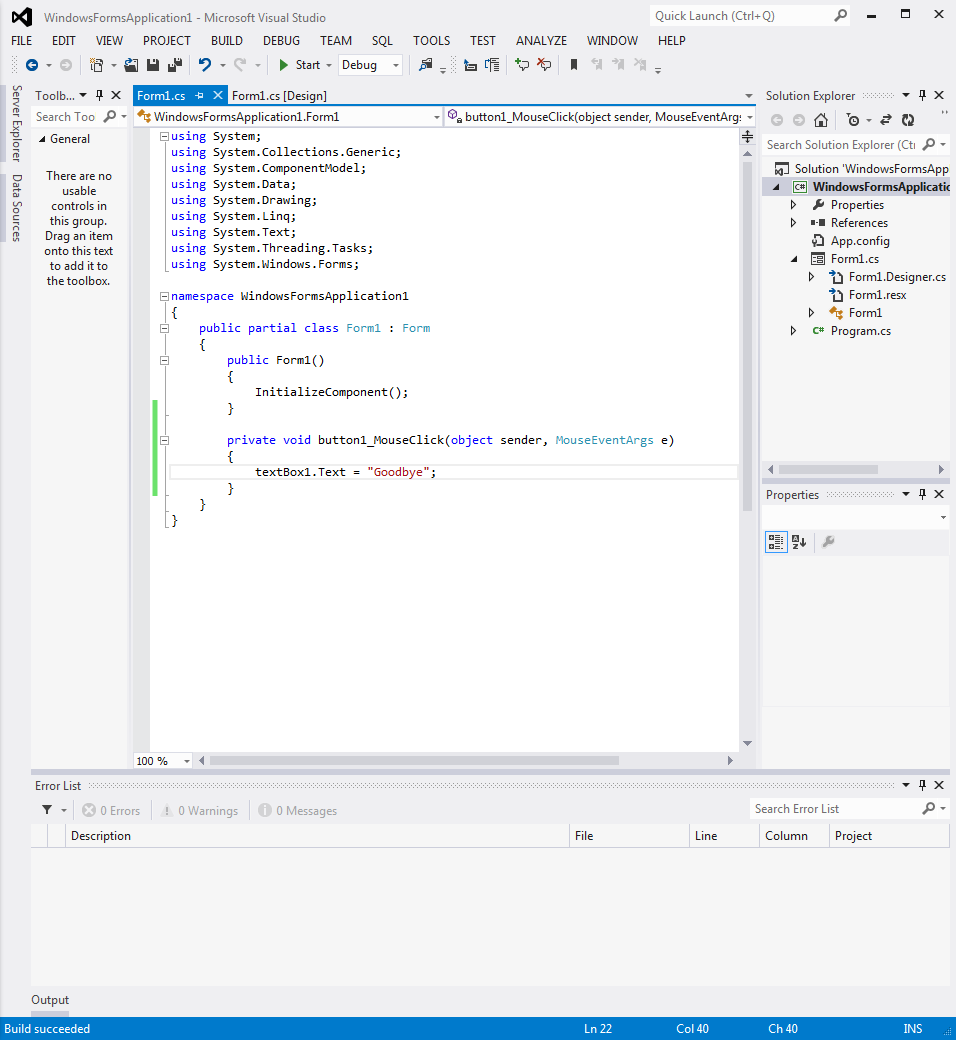 WindowsFormsApplication1 - Microsoft Visual Studio
Quick Launch (Ctrl+Q)
FILE EDIT VIEW PROJECT BUILD DEBUG TEAM SQL TOOLS TEST ANALYZE WINDOW HELP
Start Debug
Server Explorer
Data Sources
Toolb...
Search Too
General
There are no
usable
controls in
this group.
Drag an item
onto this text
to add it to
the toolbox.
Form1.cs Form1.cs [Design]
WindowsFormsApplication1.Form1 button1_MouseClick(object sender, MouseEventArgs
using System;
using System.Collections.Generic;
using System.ComponentModel;
using System.Data;
using System.Drawing;
using System.Linq;
using System.Text;
using System.Threading.Tasks;
using System.Windows.Forms;
namespace WindowsFormsApplication1
{
public partial class Form1 : Form
{
public Form1()
{
InitializeComponent();
}
private void button1_MouseClick(object sender, MouseEventArgs e)
{
textBox1.Text = "Goodbye";
}
}
}
100 %
Solution Explorer
Search Solution Explorer (Ctr
Solution 'WindowsFormsApp
C# WindowsFormsApplicatio
Properties
References
App.config
Form1.cs
Form1.Designer.cs
Form1.resx
Form1
C# Program.cs
Properties
Error List
0 Errors 0 Warnings 0 Messages
Search Error List
Description File Line Column Project
Output
Build succeeded Ln 22 Col 40 Ch 40 INS